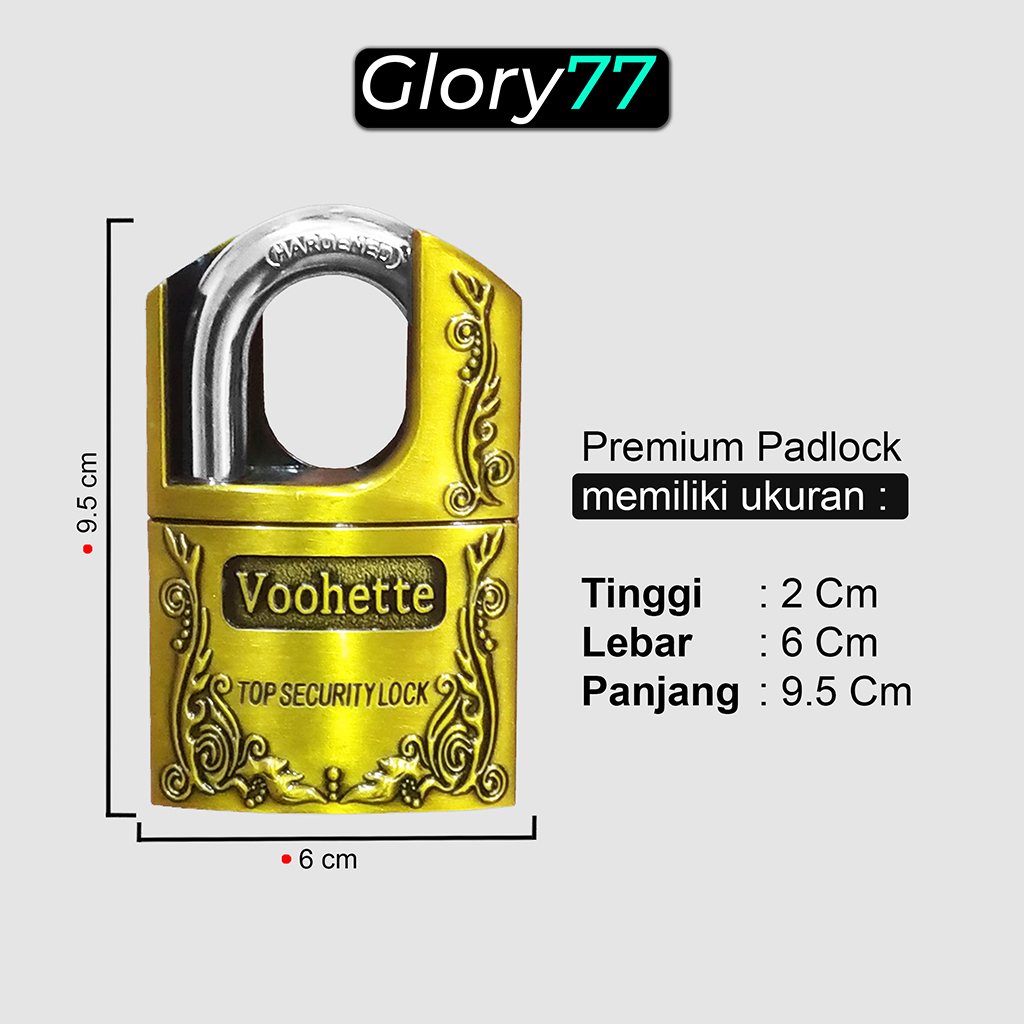 Glory77
(HARDENED)
9.5 cm
Premium Padlock
memiliki ukuran :
Voohette
TOP SECURITY LOCK
Tinggi : 2 Cm
Lebar : 6 Cm
Panjang : 9.5 Cm
6 cm